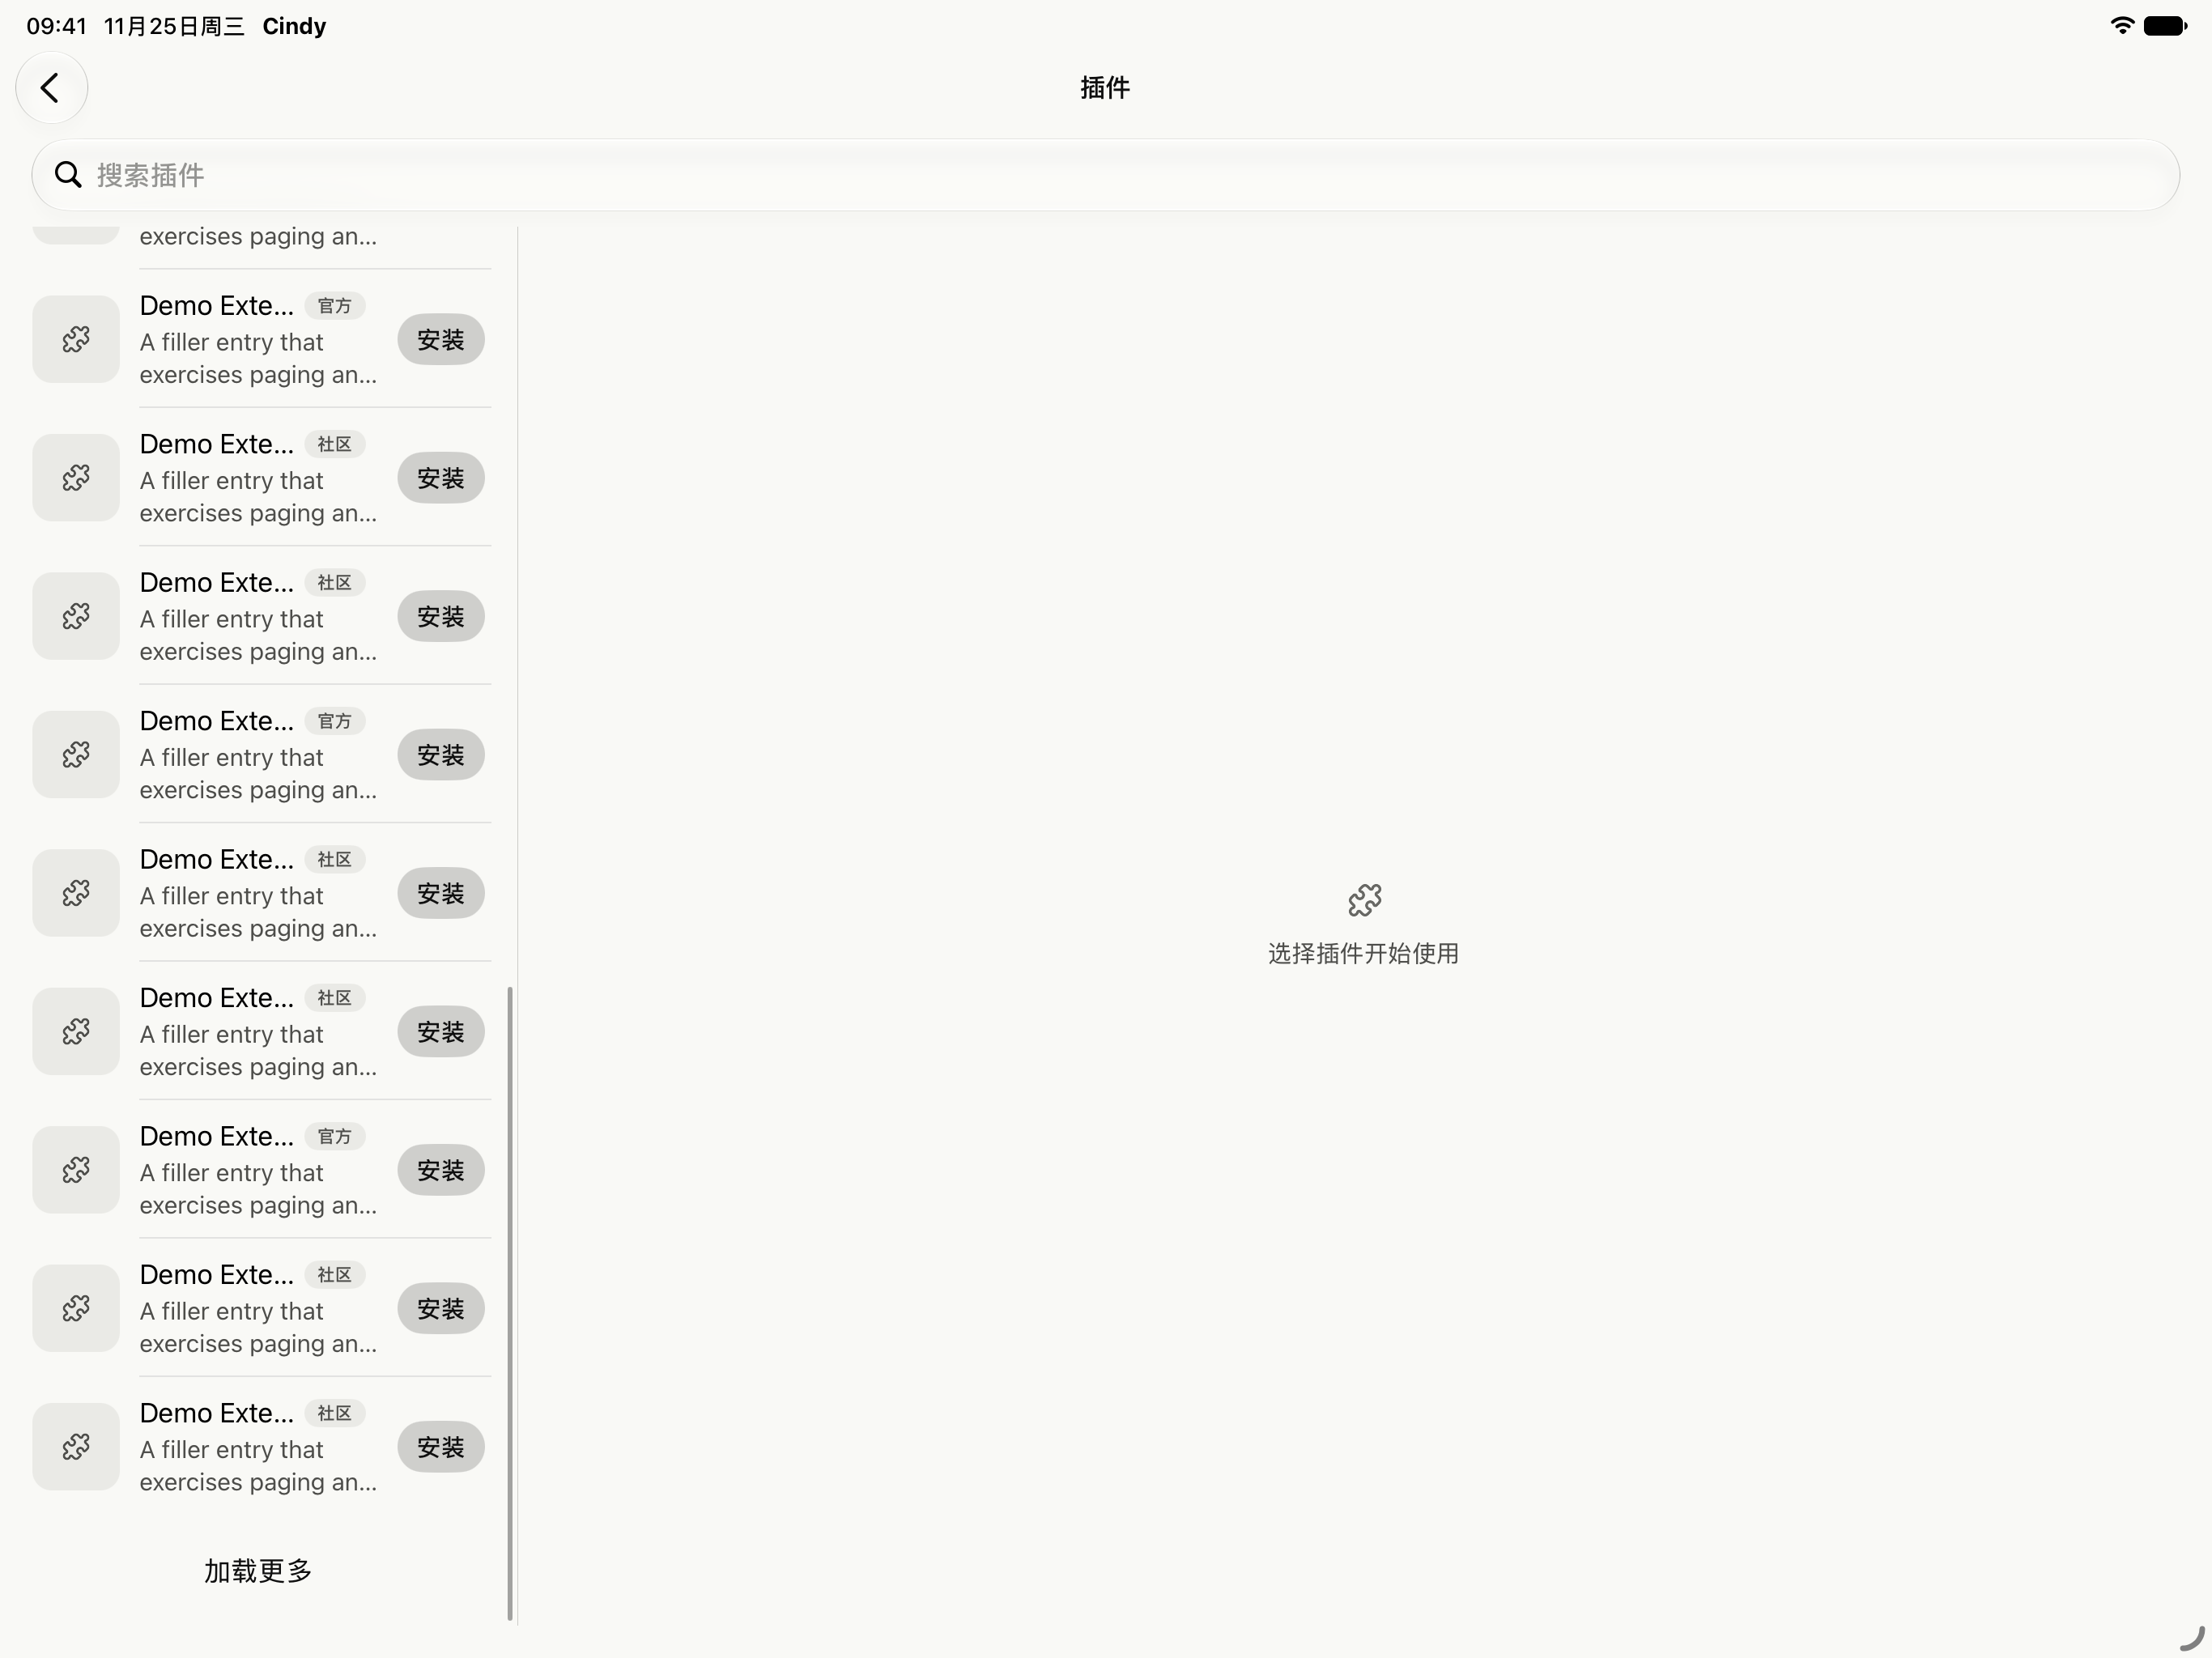 09:41 11月25日周三 Cindy
插件
搜索插件
exercises paging an...
Demo Exte... 官方
A filler entry that
exercises paging an...
安装
Demo Exte... 社区
A filler entry that
exercises paging an...
安装
Demo Exte... 社区
A filler entry that
exercises paging an...
安装
Demo Exte... 官方
A filler entry that
exercises paging an...
安装
Demo Exte... 社区
A filler entry that
exercises paging an...
安装
Demo Exte... 社区
A filler entry that
exercises paging an...
安装
Demo Exte... 官方
A filler entry that
exercises paging an...
安装
Demo Exte... 社区
A filler entry that
exercises paging an...
安装
Demo Exte... 社区
A filler entry that
exercises paging an...
安装
加载更多
选择插件开始使用